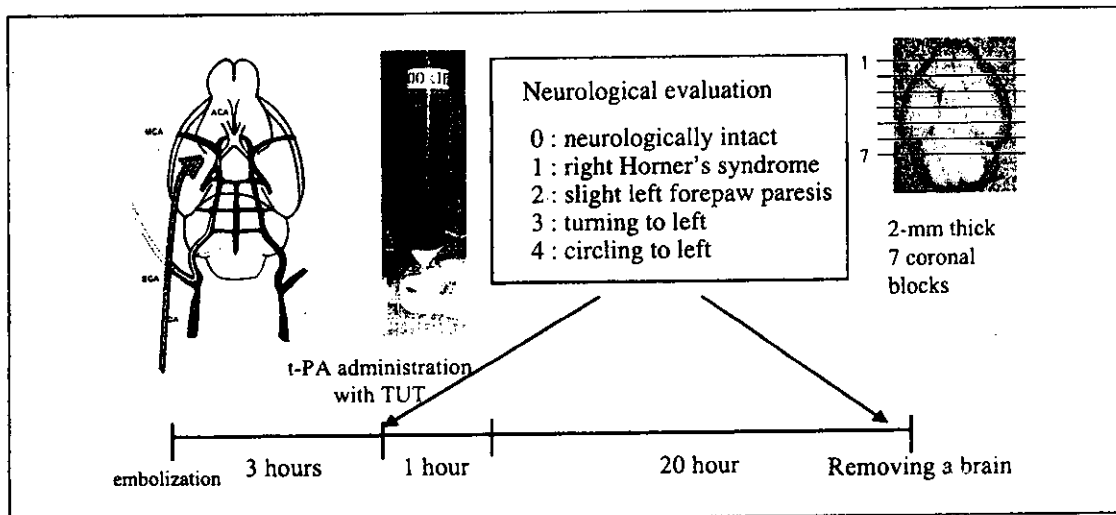 ACA
MCA
ECA
Neurological evaluation
0 : neurologically intact
1 : right Horner's syndrome
2 : slight left forepaw paresis
3 : turning to left
4 : circling to left
1
7
2-mm thick
7 coronal
blocks
t-PA administration
with TUT
embolization
3 hours
1 hour
20 hour
Removing a brain